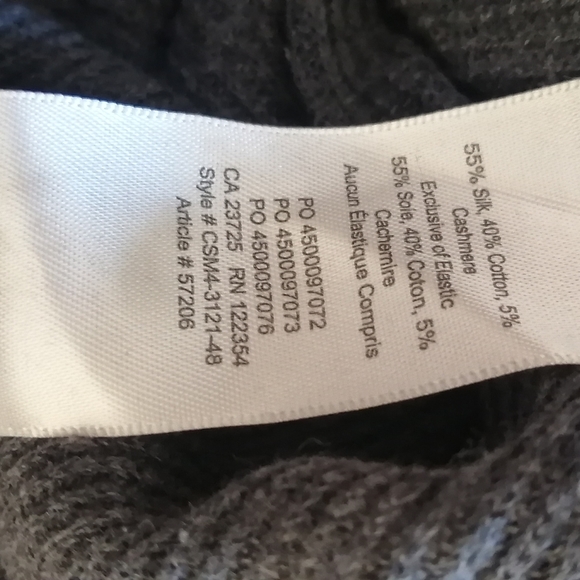 55% Silk, 40% Cotton, 5%
Cashmere
Exclusive of Elastic
55% Soie, 40% Coton, 5%
Cachemire
Aucun Élastique Compris
PO 4500097072
PO 4500097073
PO 4500097076
CA 23725 RN 122354
Style # CSM4-3121-48
Article # 57206